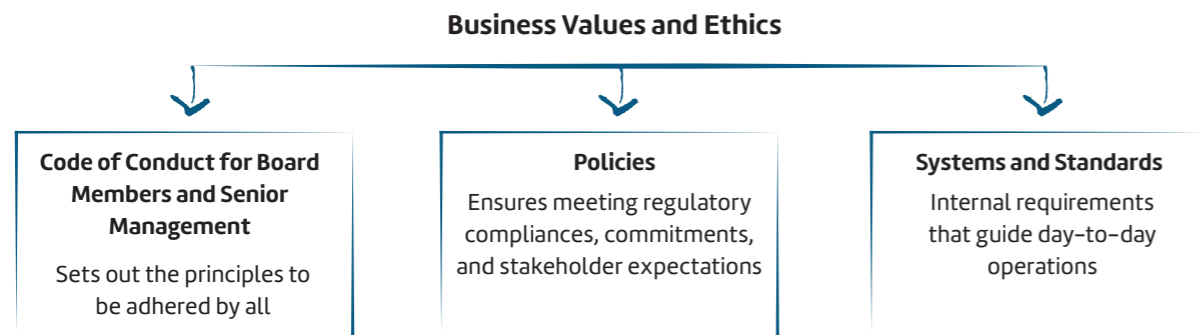 Business Values and Ethics
Code of Conduct for Board
Members and Senior
Management
Sets out the principles to
be adhered by all
Policies
Ensures meeting regulatory
compliances, commitments,
and stakeholder expectations
Systems and Standards
Internal requirements
that guide day-to-day
operations